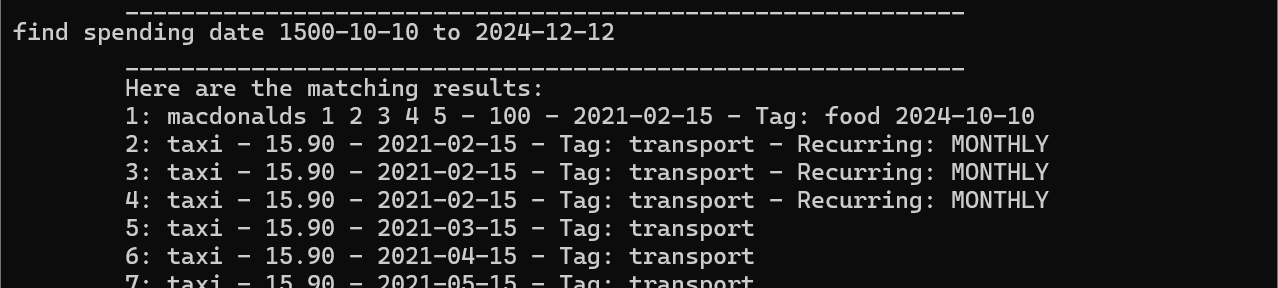 ____________________________________________________________
find spending date 1500-10-10 to 2024-12-12
____________________________________________________________
Here are the matching results:
1: macdonalds 1 2 3 4 5 - 100 - 2021-02-15 - Tag: food 2024-10-10
2: taxi - 15.90 - 2021-02-15 - Tag: transport - Recurring: MONTHLY
3: taxi - 15.90 - 2021-02-15 - Tag: transport - Recurring: MONTHLY
4: taxi - 15.90 - 2021-02-15 - Tag: transport - Recurring: MONTHLY
5: taxi - 15.90 - 2021-03-15 - Tag: transport
6: taxi - 15.90 - 2021-04-15 - Tag: transport
7: taxi - 15.90 - 2021-05-15 - Tag: transport